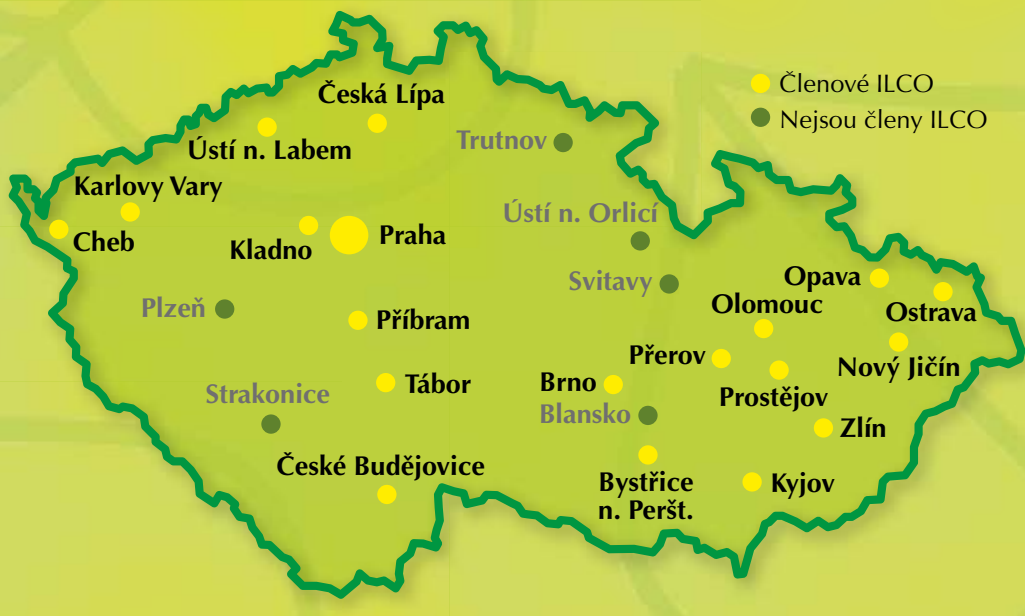 Česká Lípa
Členové ILCO
Nejsou členy ILCO
Trutnov
Ústí n. Labem
Karlovy Vary
Ústí n. Orlicí
Cheb
Kladno
Praha
Svitavy
Opava
Olomouc
Ostrava
Plzeň
Příbram
Přerov
Nový Jičín
Brno
Tábor
Strakonice
Prostějov
Blansko
Zlín
České Budějovice
Bystřice
n. Peršt.
Kyjov